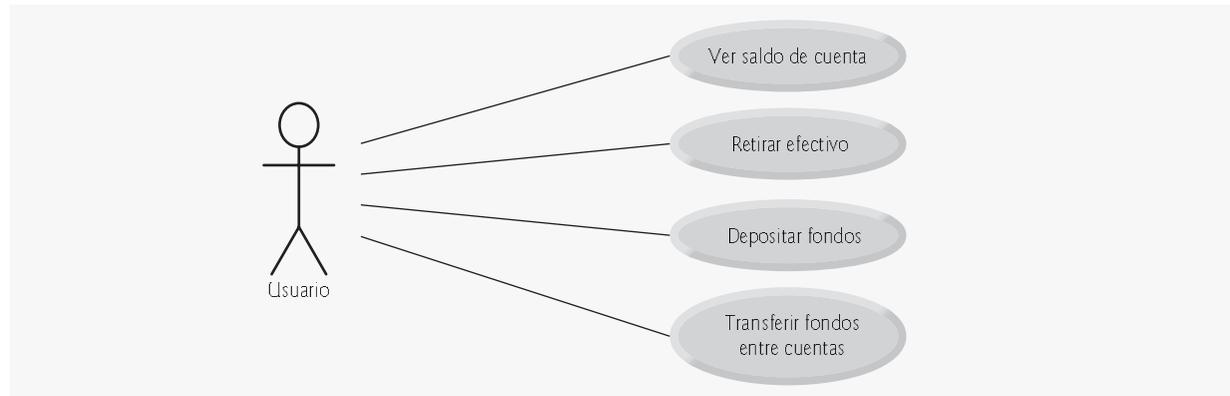 Ver saldo de cuenta
Retirar efectivo
Depositar fondos
Transferir fondos
entre cuentas
Usuario